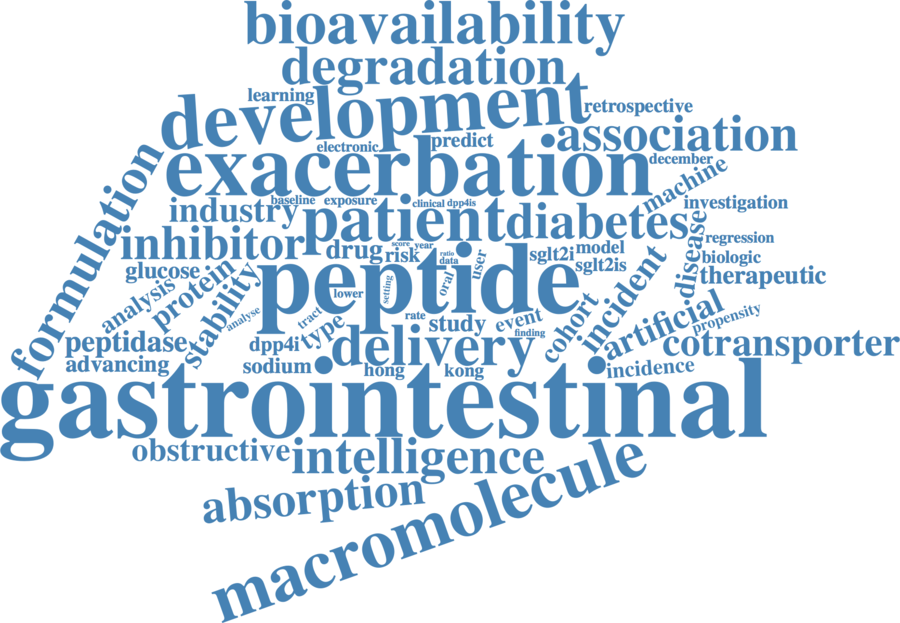 bioavailability
degradation
learning
development
retrospective
electronic
predict
association
exacerbation
december
formulation
machine
baseline
exposure
clinical
dpp4is
investigation
industry
patient
diabetes
disease
inhibitor
drug
risk
score
year
ratio
data
user
sglt2i
model
sglt2is
regression
biologic
glucose
protein
stability
peptide
lower
setting
oral
therapeutic
analysis
analyse
tract
type
rate
study
event
finding
cohort
incident
artificial
propensity
peptidase
advancing
dpp4i
sodium
delivery
hong
kong
cotransporter
incidence
gastrointestinal
obstructive
intelligence
absorption
macromolecule